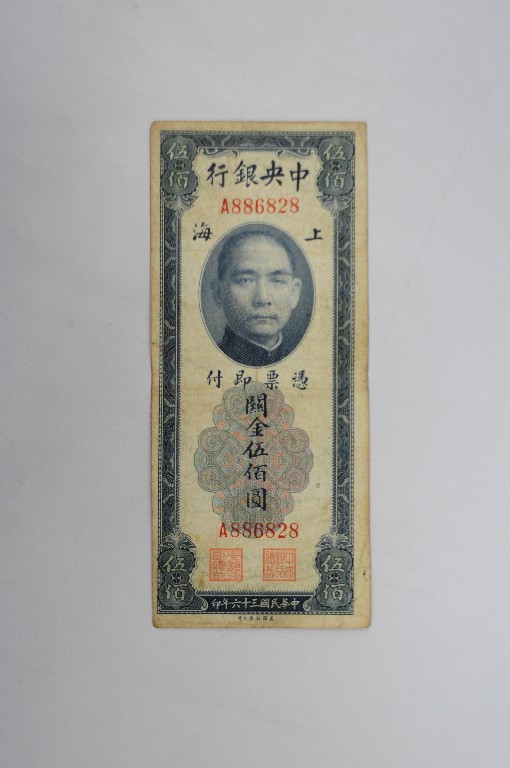 伍佰
伍佰
中央銀行
A886828
上海
憑票即付
關金伍佰圓
A886828
伍佰
伍佰
中華民國三十六年印